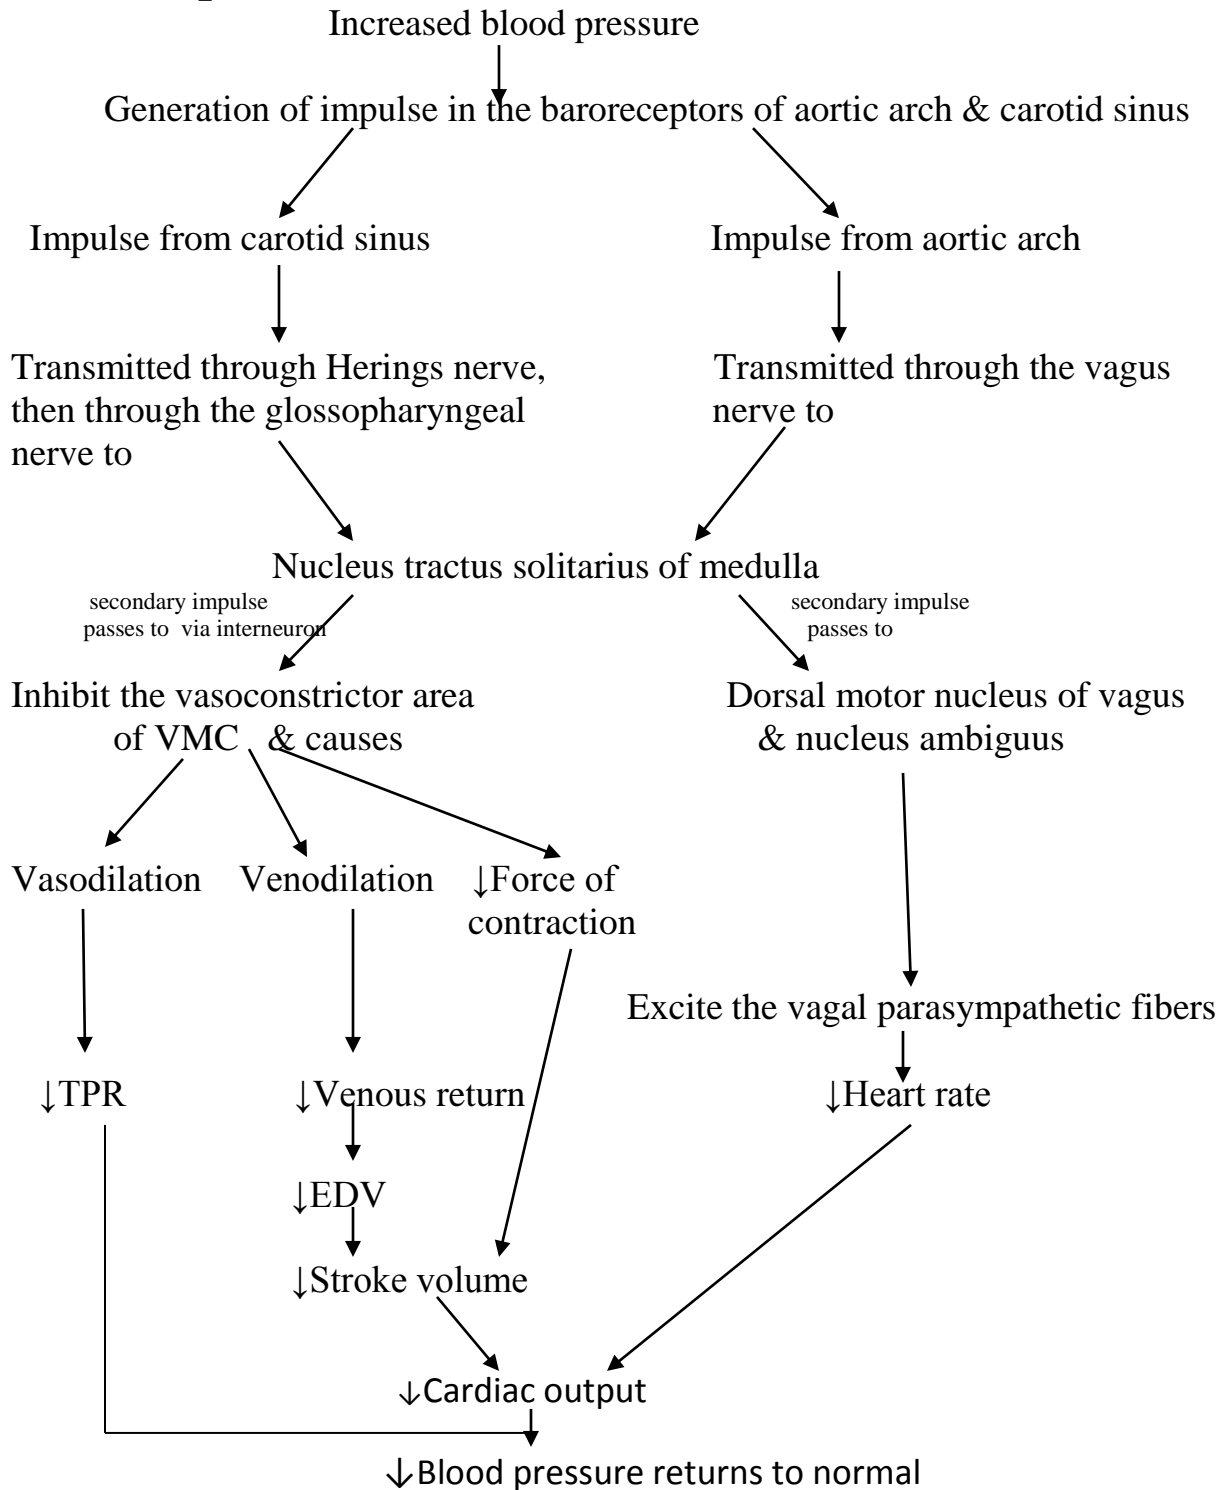 Increased blood pressure
Generation of impulse in the baroreceptors of aortic arch & carotid sinus
Impulse from carotid sinus
Impulse from aortic arch
Transmitted through Herings nerve,
then through the glossopharyngeal
nerve to
Transmitted through the vagus
nerve to
Nucleus tractus solitarius of medulla
secondary impulse
passes to via interneuron
secondary impulse
passes to
Inhibit the vasoconstrictor area
of VMC & causes
Dorsal motor nucleus of vagus
& nucleus ambiguus
Vasodilation
Venodilation
↓Force of
contraction
Excite the vagal parasympathetic fibers
↓TPR
↓Venous return
↓Heart rate
↓EDV
↓Stroke volume
↓Cardiac output
↓Blood pressure returns to normal